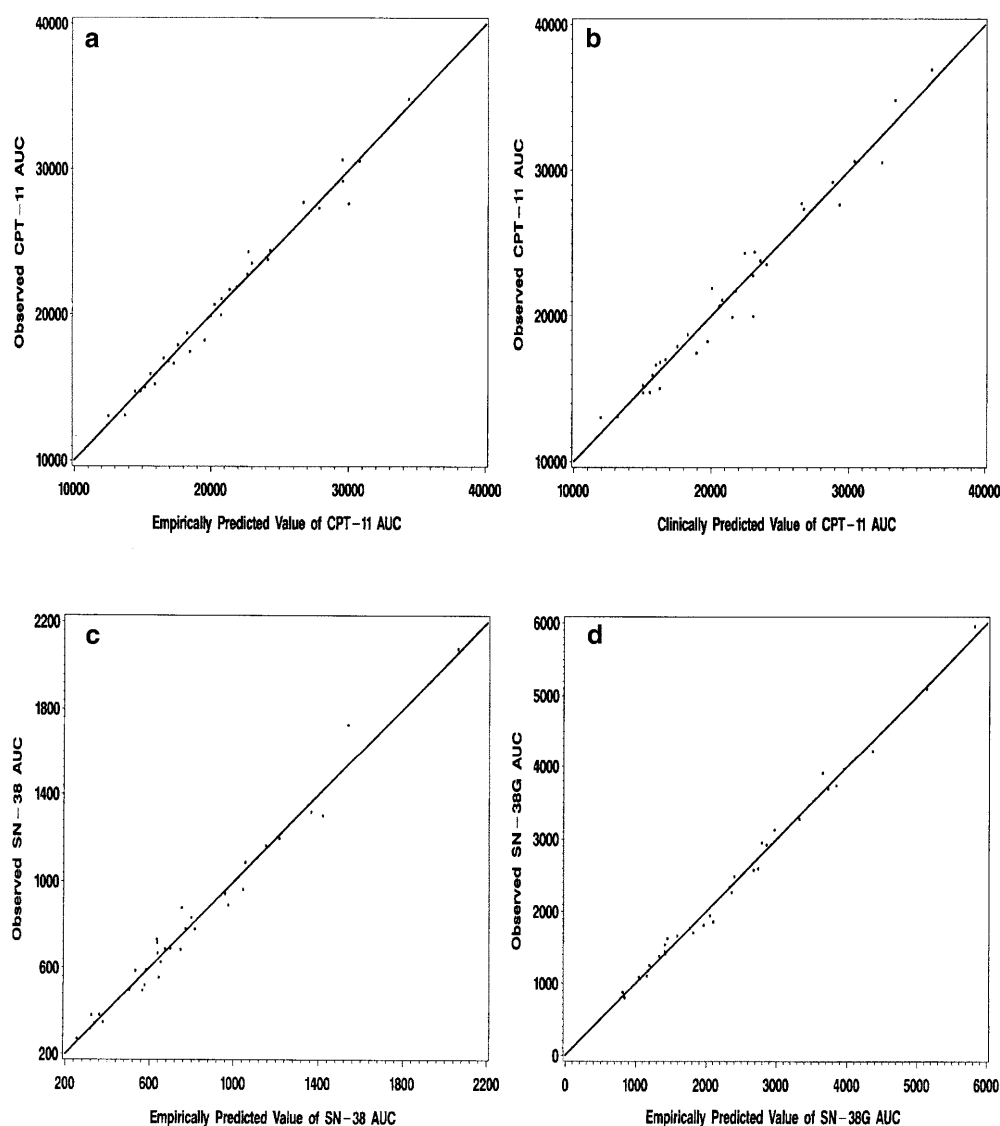 a
40000
30000
20000
10000
Observed CPT-11 AUC
10000 20000 30000 40000
Empirically Predicted Value of CPT-11 AUC
b
40000
30000
20000
10000
Observed CPT-11 AUC
10000 20000 30000 40000
Clinically Predicted Value of CPT-11 AUC
c
2200
1800
1400
1000
600
200
Observed SN-38 AUC
200 600 1000 1400 1800 2200
Empirically Predicted Value of SN-38 AUC
d
6000
5000
4000
3000
2000
1000
0
Observed SN-38G AUC
0 1000 2000 3000 4000 5000 6000
Empirically Predicted Value of SN-38G AUC